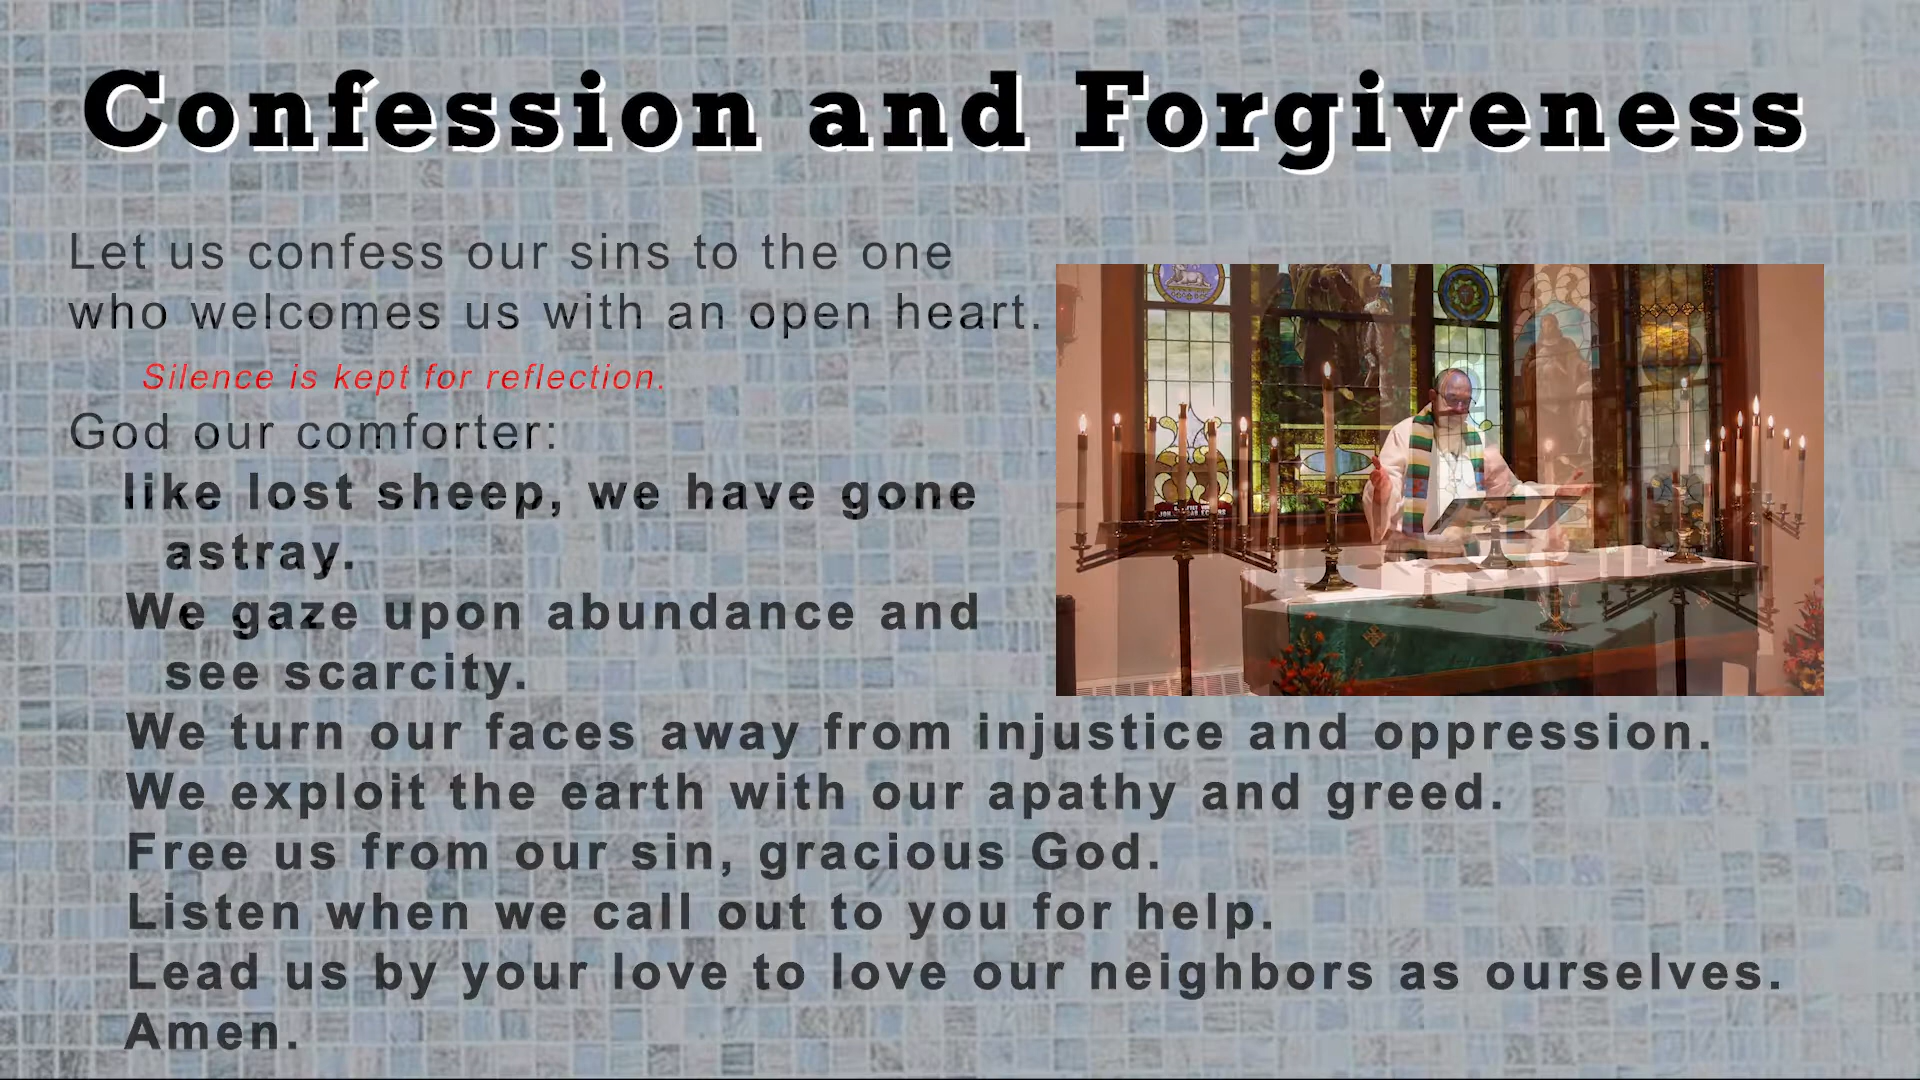 Confession and Forgiveness
Let us confess our sins to the one
who welcomes us with an open heart.
Silence is kept for reflection.
God our comforter:
like lost sheep, we have gone
astray.
We gaze upon abundance and
see scarcity.
We turn our faces away from injustice and oppression.
We exploit the earth with our apathy and greed.
Free us from our sin, gracious God.
Listen when we call out to you for help.
Lead us by your love to love our neighbors as ourselves.
Amen.